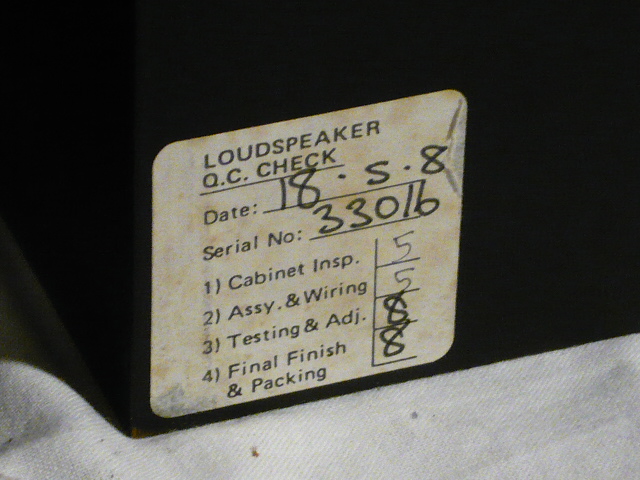 LOUDSPEAKER
Q.C. CHECK
Date: 18.5.8
Serial No: 33016
1) Cabinet Insp. 5
2) Assy. & Wiring 5
3) Testing & Adj. 8
4) Final Finish 8
& Packing